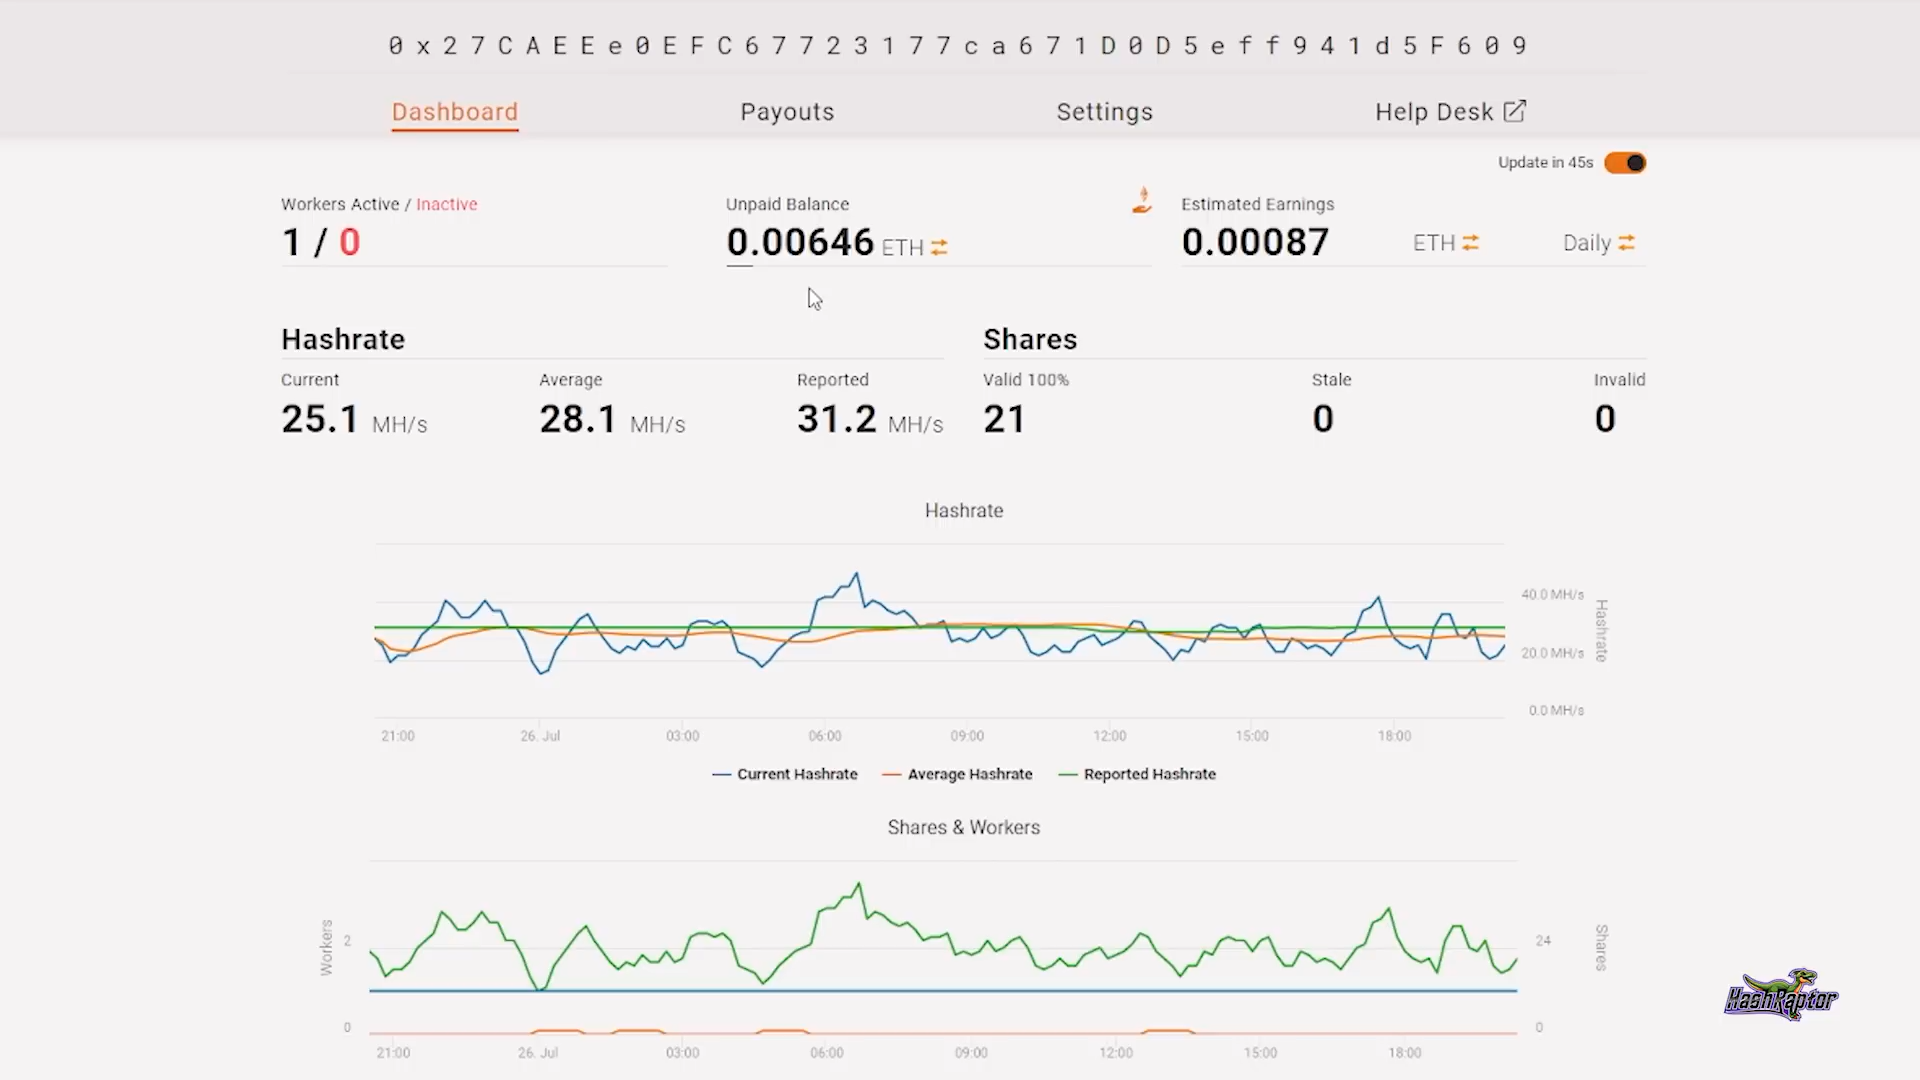 0x27CAEEe0EFC67723177ca671D0D5eff941d5F609
Dashboard
Payouts
Settings
Help Desk
Update in 45s
Workers Active / Inactive
1 / 0
Unpaid Balance
0.00646 ETH
Estimated Earnings
0.00087 ETH Daily
Hashrate
Current
25.1 MH/s
Average
28.1 MH/s
Reported
31.2 MH/s
Shares
Valid 100%
21
Stale
0
Invalid
0
Hashrate
40.0 MH/s
20.0 MH/s
0.0 MH/s
Hashrate
21:00 26. Jul 03:00 06:00 09:00 12:00 15:00 18:00
Current Hashrate Average Hashrate Reported Hashrate
Shares & Workers
Workers
2
0
24
0
Shares
21:00 26. Jul 03:00 06:00 09:00 12:00 15:00 18:00
HashRaptor